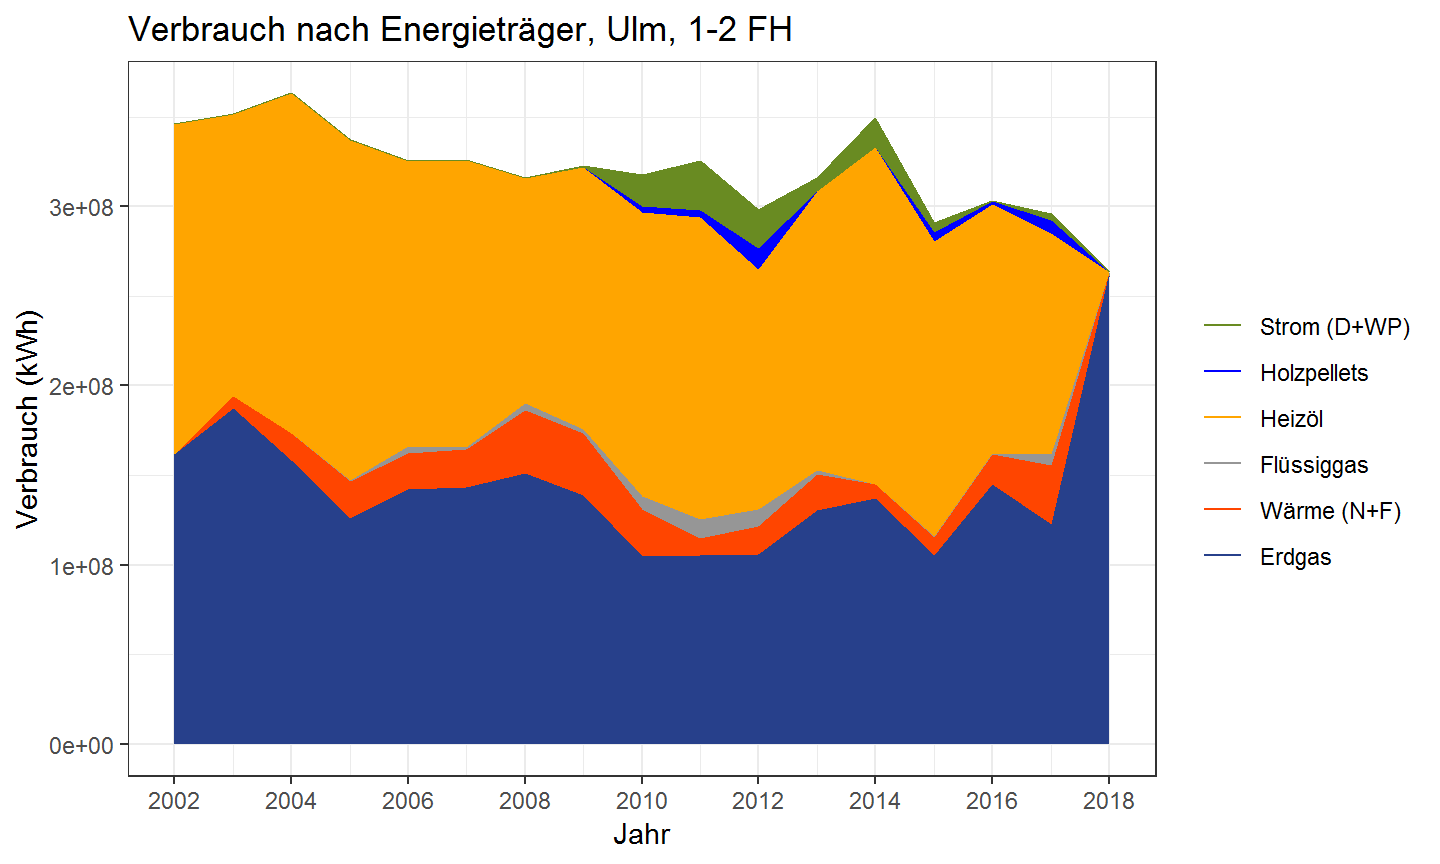 Verbrauch nach Energieträger, Ulm, 1-2 FH
Verbrauch (kWh)
3e+08
2e+08
1e+08
0e+00
2002 2004 2006 2008 2010 2012 2014 2016 2018
Jahr
Strom (D+WP)
Holzpellets
Heizöl
Flüssiggas
Wärme (N+F)
Erdgas